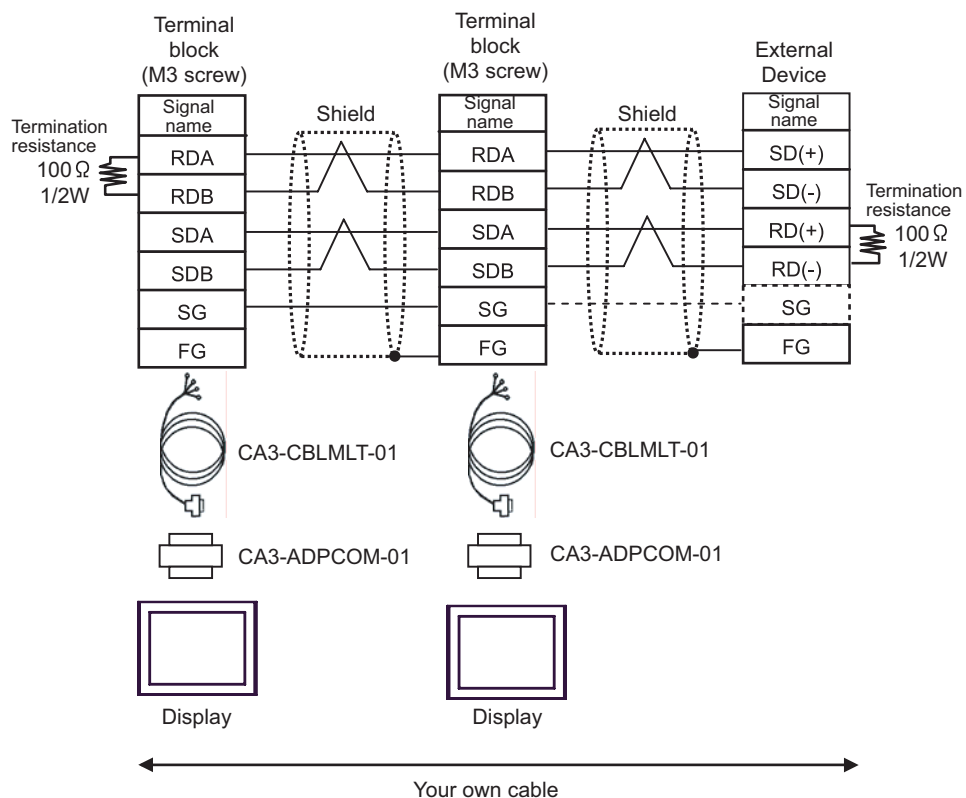 Terminal
block
(M3 screw)
Terminal
block
(M3 screw)
External
Device
Signal
name
RDA
RDB
SDA
SDB
SG
FG
Termination
resistance
100 Ω
1/2W
Shield
Signal
name
RDA
RDB
SDA
SDB
SG
FG
Shield
Signal
name
SD(+)
SD(-)
RD(+)
RD(-)
SG
FG
Termination
resistance
100 Ω
1/2W
CA3-CBLMLT-01
CA3-CBLMLT-01
CA3-ADPCOM-01
CA3-ADPCOM-01
Display
Display
Your own cable